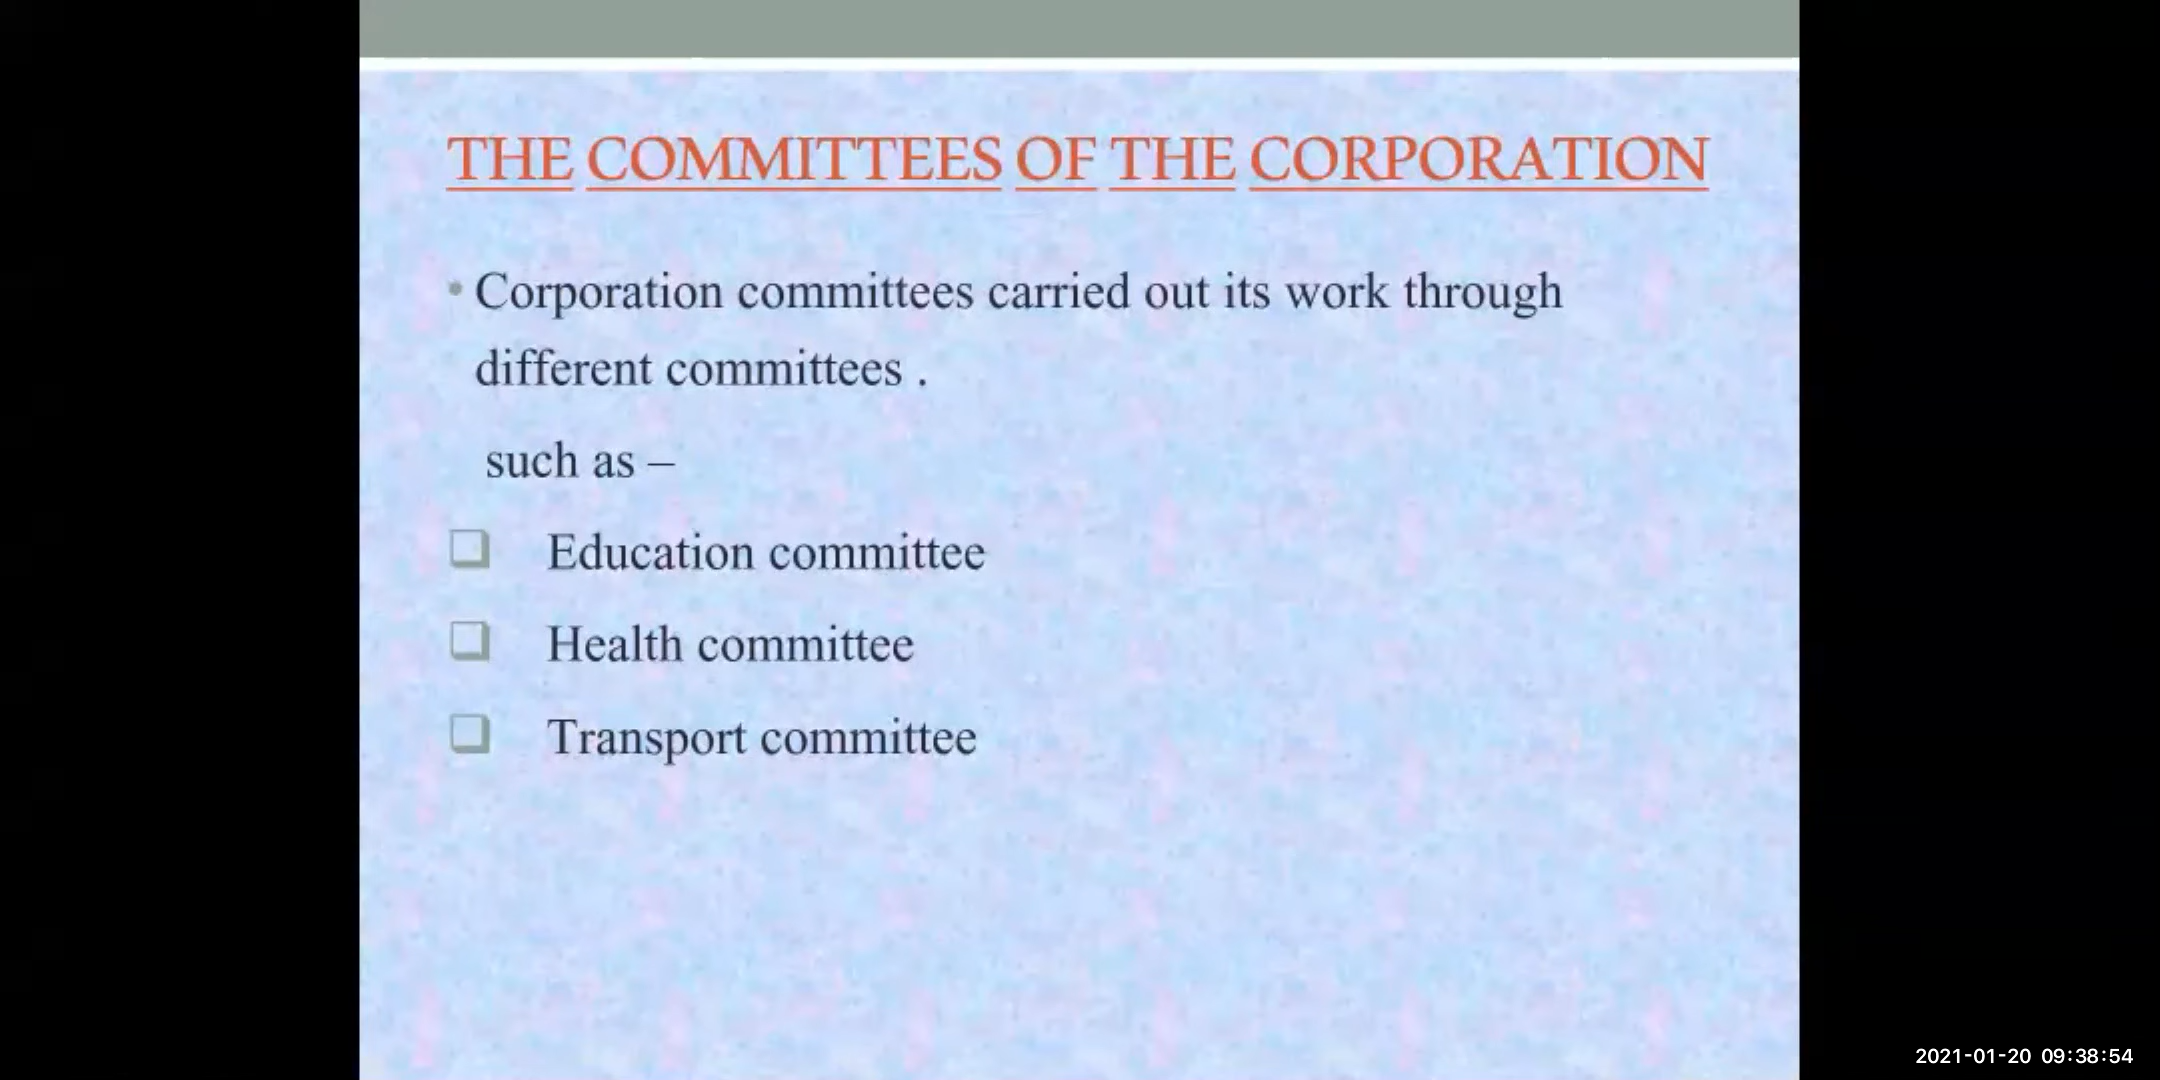 THE COMMITTEES OF THE CORPORATION
• Corporation committees carried out its work through
different committees .
such as –
❑ Education committee
❑ Health committee
❑ Transport committee
2021-01-20 09:38:54